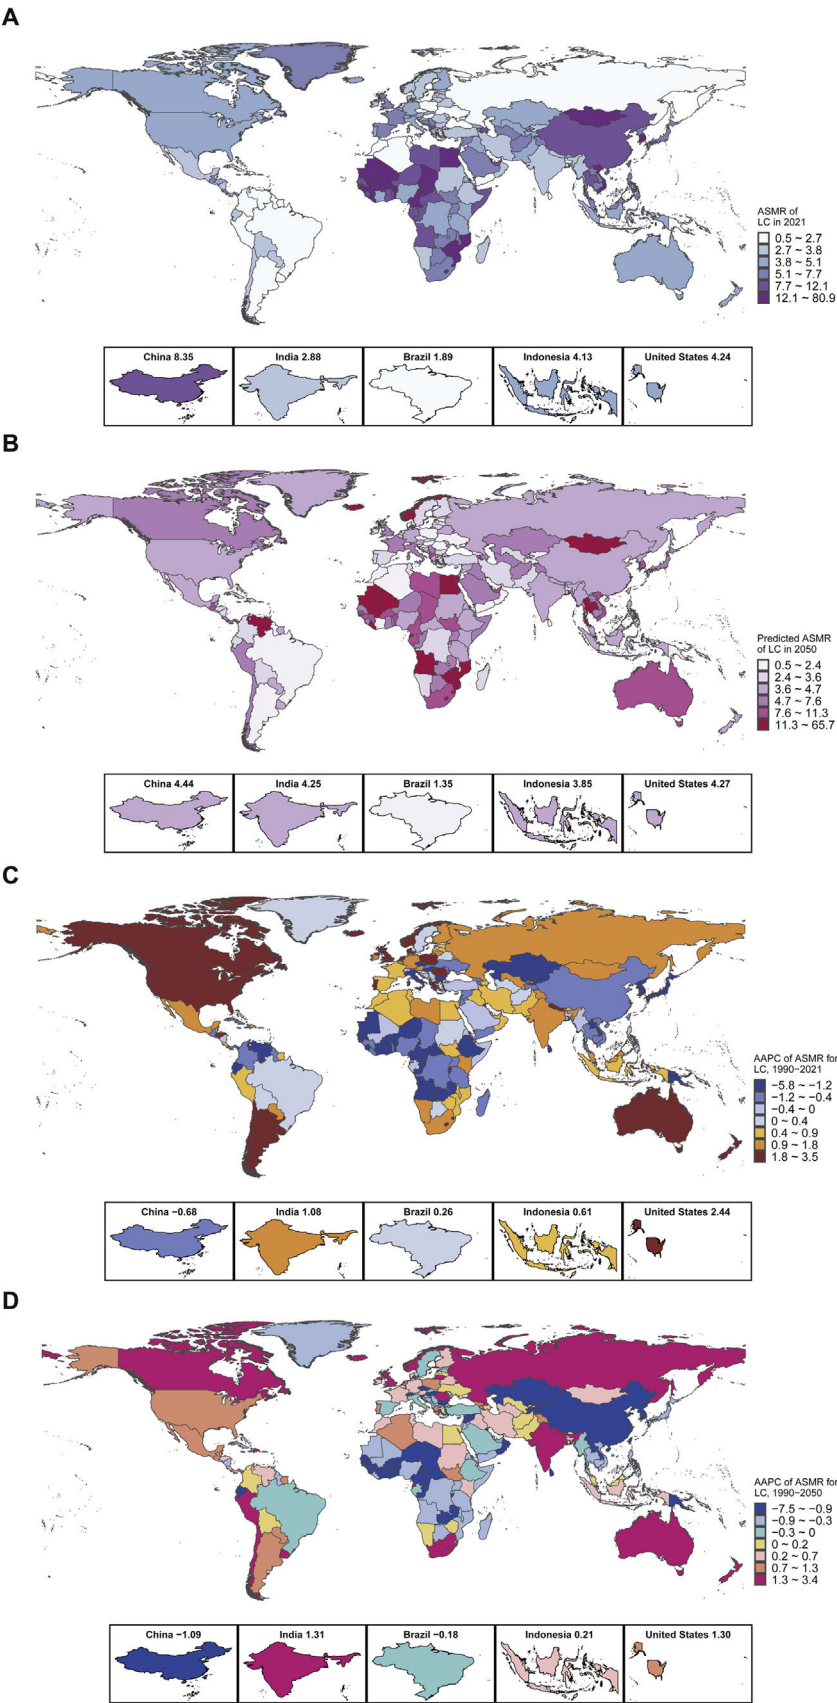 A
ASMR of
LC in 2021
0.5 ~ 2.7
2.7 ~ 3.8
3.8 ~ 5.1
5.1 ~ 7.7
7.7 ~ 12.1
12.1 ~ 80.9
China 8.35
India 2.88
Brazil 1.89
Indonesia 4.13
United States 4.24
B
Predicted ASMR
of LC in 2050
0.5 ~ 2.4
2.4 ~ 3.6
3.6 ~ 4.7
4.7 ~ 7.6
7.6 ~ 11.3
11.3 ~ 65.7
China 4.44
India 4.25
Brazil 1.35
Indonesia 3.85
United States 4.27
C
AAPC of ASMR for
LC, 1990−2021
−5.8 ~ −1.2
−1.2 ~ −0.4
−0.4 ~ 0
0 ~ 0.4
0.4 ~ 0.9
0.9 ~ 1.8
1.8 ~ 3.5
China −0.68
India 1.08
Brazil 0.26
Indonesia 0.61
United States 2.44
D
AAPC of ASMR for
LC, 1990−2050
−7.5 ~ −0.9
−0.9 ~ −0.3
−0.3 ~ 0
0 ~ 0.2
0.2 ~ 0.7
0.7 ~ 1.3
1.3 ~ 3.4
China −1.09
India 1.31
Brazil −0.18
Indonesia 0.21
United States 1.30